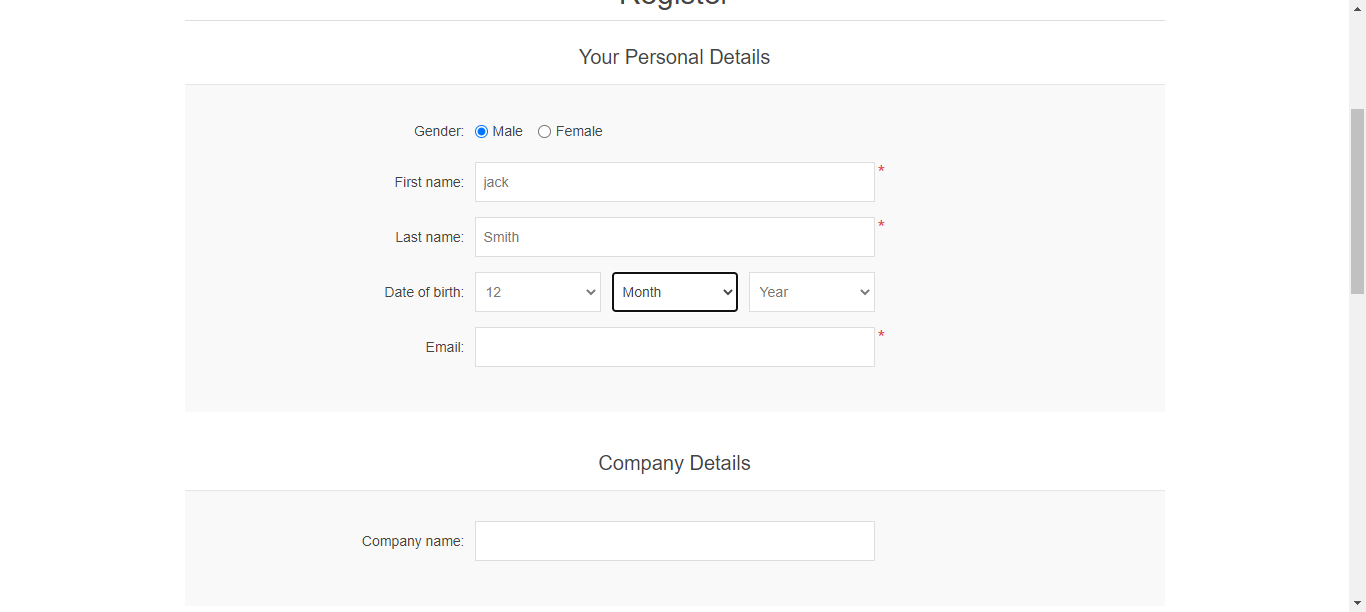 Register
Your Personal Details
Gender: Male Female
First name: jack *
Last name: Smith *
Date of birth: 12 Month Year
Email: *
Company Details
Company name: